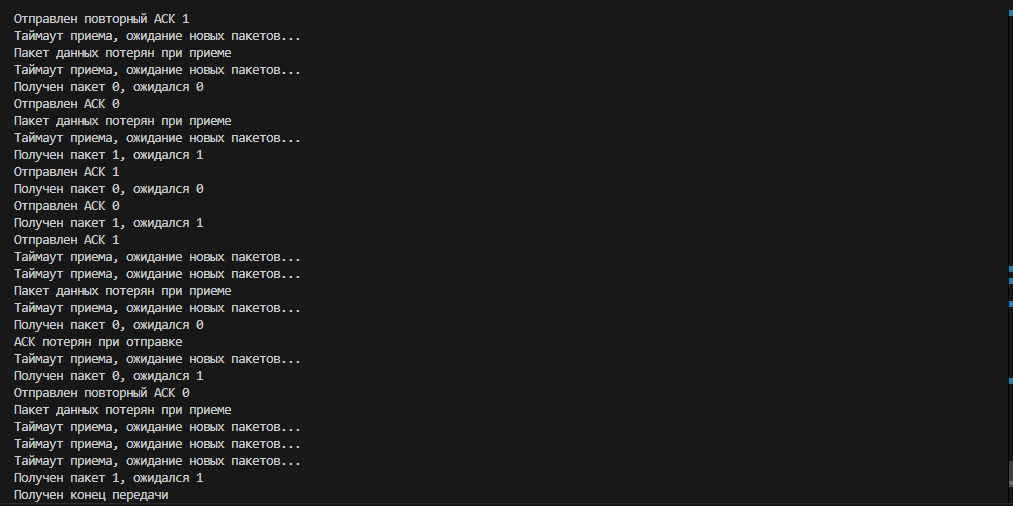 Отправлен повторный ACK 1
Таймаут приема, ожидание новых пакетов...
Пакет данных потерян при приеме
Таймаут приема, ожидание новых пакетов...
Получен пакет 0, ожидался 0
Отправлен ACK 0
Пакет данных потерян при приеме
Таймаут приема, ожидание новых пакетов...
Получен пакет 1, ожидался 1
Отправлен ACK 1
Получен пакет 0, ожидался 0
Отправлен ACK 0
Получен пакет 1, ожидался 1
Отправлен ACK 1
Таймаут приема, ожидание новых пакетов...
Таймаут приема, ожидание новых пакетов...
Пакет данных потерян при приеме
Таймаут приема, ожидание новых пакетов...
Получен пакет 0, ожидался 0
ACK потерян при отправке
Таймаут приема, ожидание новых пакетов...
Получен пакет 0, ожидался 1
Отправлен повторный ACK 0
Пакет данных потерян при приеме
Таймаут приема, ожидание новых пакетов...
Таймаут приема, ожидание новых пакетов...
Таймаут приема, ожидание новых пакетов...
Получен пакет 1, ожидался 1
Получен конец передачи